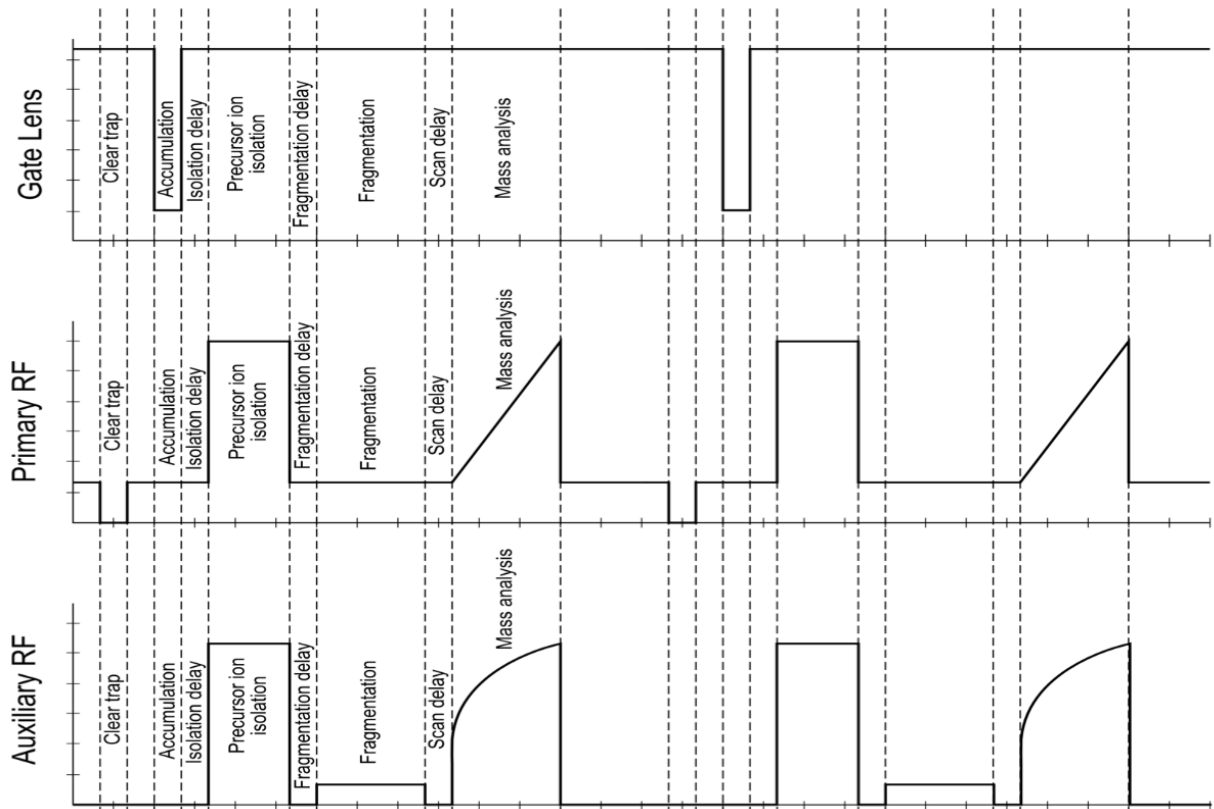 Gate Lens
Clear trap
Accumulation
Isolation delay
Precursor ion
isolation
Fragmentation delay
Fragmentation
Scan delay
Mass analysis
Primary RF
Clear trap
Accumulation
Isolation delay
Precursor ion
isolation
Fragmentation delay
Fragmentation
Scan delay
Mass analysis
Auxiliary RF
Clear trap
Accumulation
Isolation delay
Precursor ion
isolation
Fragmentation delay
Fragmentation
Scan delay
Mass analysis